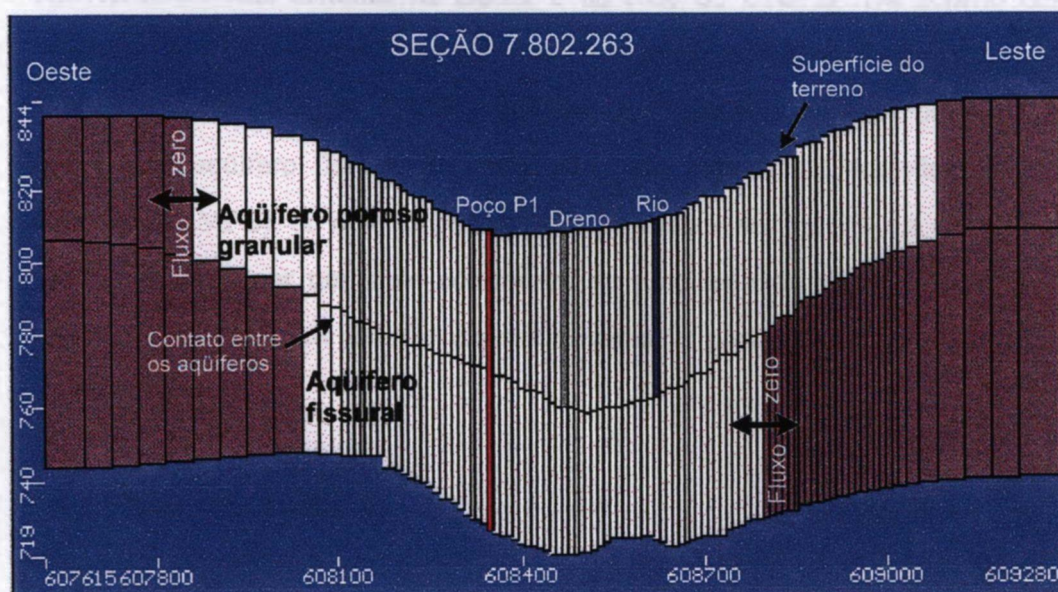 SEÇÃO 7.802.263
Oeste
Leste
Superfície do
terreno
844
820
800
780
760
740
719
Fluxo zero
Aqüífero poroso
granular
Poço P1
Dreno
Rio
Contato entre
os aqüíferos
Aqüífero
fissural
Fluxo zero
607615
607800
608100
608400
608700
609000
609280